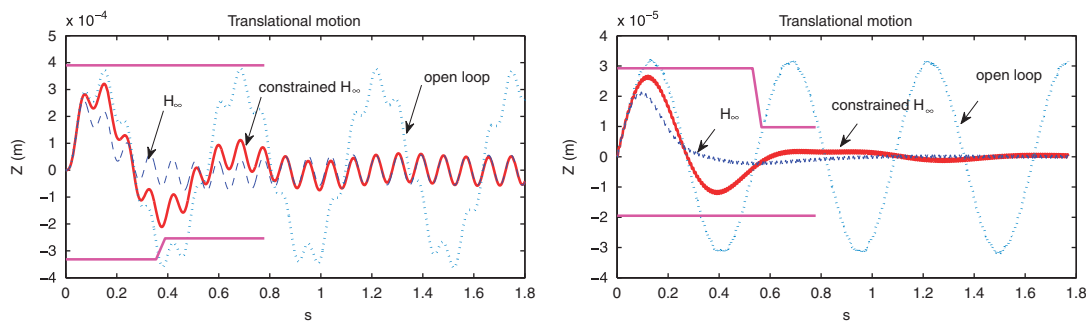 x 10⁻⁴
Translational motion
5
4
3
2
1
0
−1
−2
−3
−4
Z (m)
H∞
constrained H∞
open loop
0 0.2 0.4 0.6 0.8 1 1.2 1.4 1.6 1.8
s
x 10⁻⁵
Translational motion
4
3
2
1
0
−1
−2
−3
−4
Z (m)
open loop
H∞
constrained H∞
0 0.2 0.4 0.6 0.8 1 1.2 1.4 1.6 1.8
s